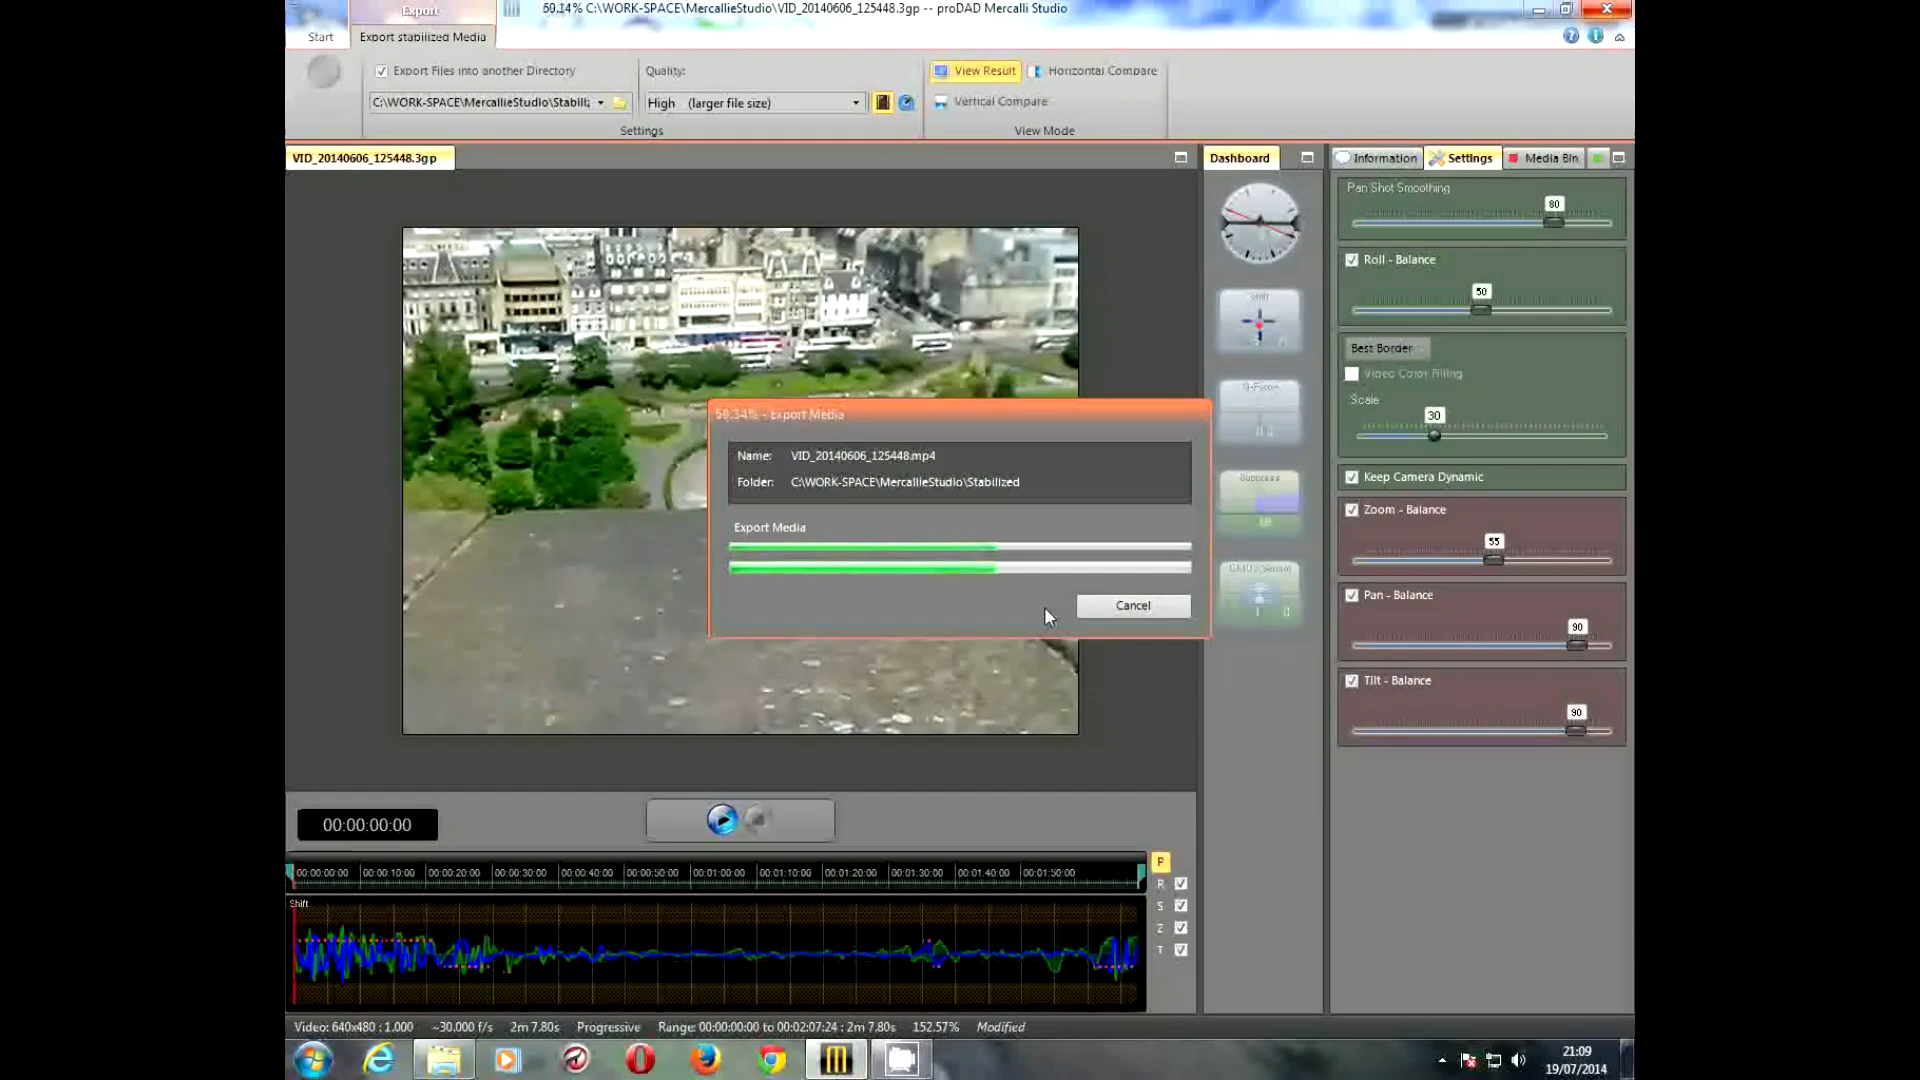 Export
59.14% C:\WORK-SPACE\MercallieStudio\VID_20140606_125448.3gp -- proDAD Mercalli Studio
Start
Export stabilized Media
Export Files into another Directory
Quality:
View Result
Horizontal Compare
C:\WORK-SPACE\MercallieStudio\Stabili
High (larger file size)
Vertical Compare
Settings
View Mode
VID_20140606_125448.3gp
Dashboard
Information
Settings
Media Bin
Pan Shot Smoothing
80
Roll - Balance
50
Shift
Best Border
Video Color Filling
Scale
30
Export Media
Name: VID_20140606_125448.mp4
Folder: C:\WORK-SPACE\MercallieStudio\Stabilized
Keep Camera Dynamic
Suppress
Zoom - Balance
Export Media
55
CMOS Sensor
Pan - Balance
Cancel
90
Tilt - Balance
90
00:00:00:00
P
00:00:00:00 00:00:10:00 00:00:20:00 00:00:30:00 00:00:40:00 00:00:50:00 00:01:00:00 00:01:10:00 00:01:20:00 00:01:30:00 00:01:40:00 00:01:50:00
R
Shift
S
Z
T
Video: 640x480 : 1.000 ~30.000 f/s 2m 7.80s Progressive Range: 00:00:00:00 to 00:02:07:24 : 2m 7.80s 152.57% Modified
21:09
19/07/2014